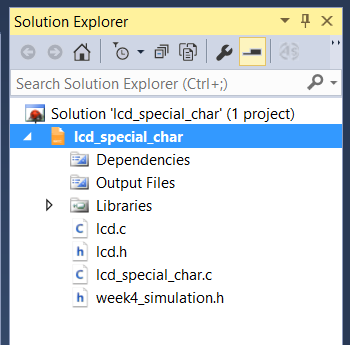 Solution Explorer
Search Solution Explorer (Ctrl+;)
Solution 'lcd_special_char' (1 project)
lcd_special_char
Dependencies
Output Files
Libraries
lcd.c
lcd.h
lcd_special_char.c
week4_simulation.h